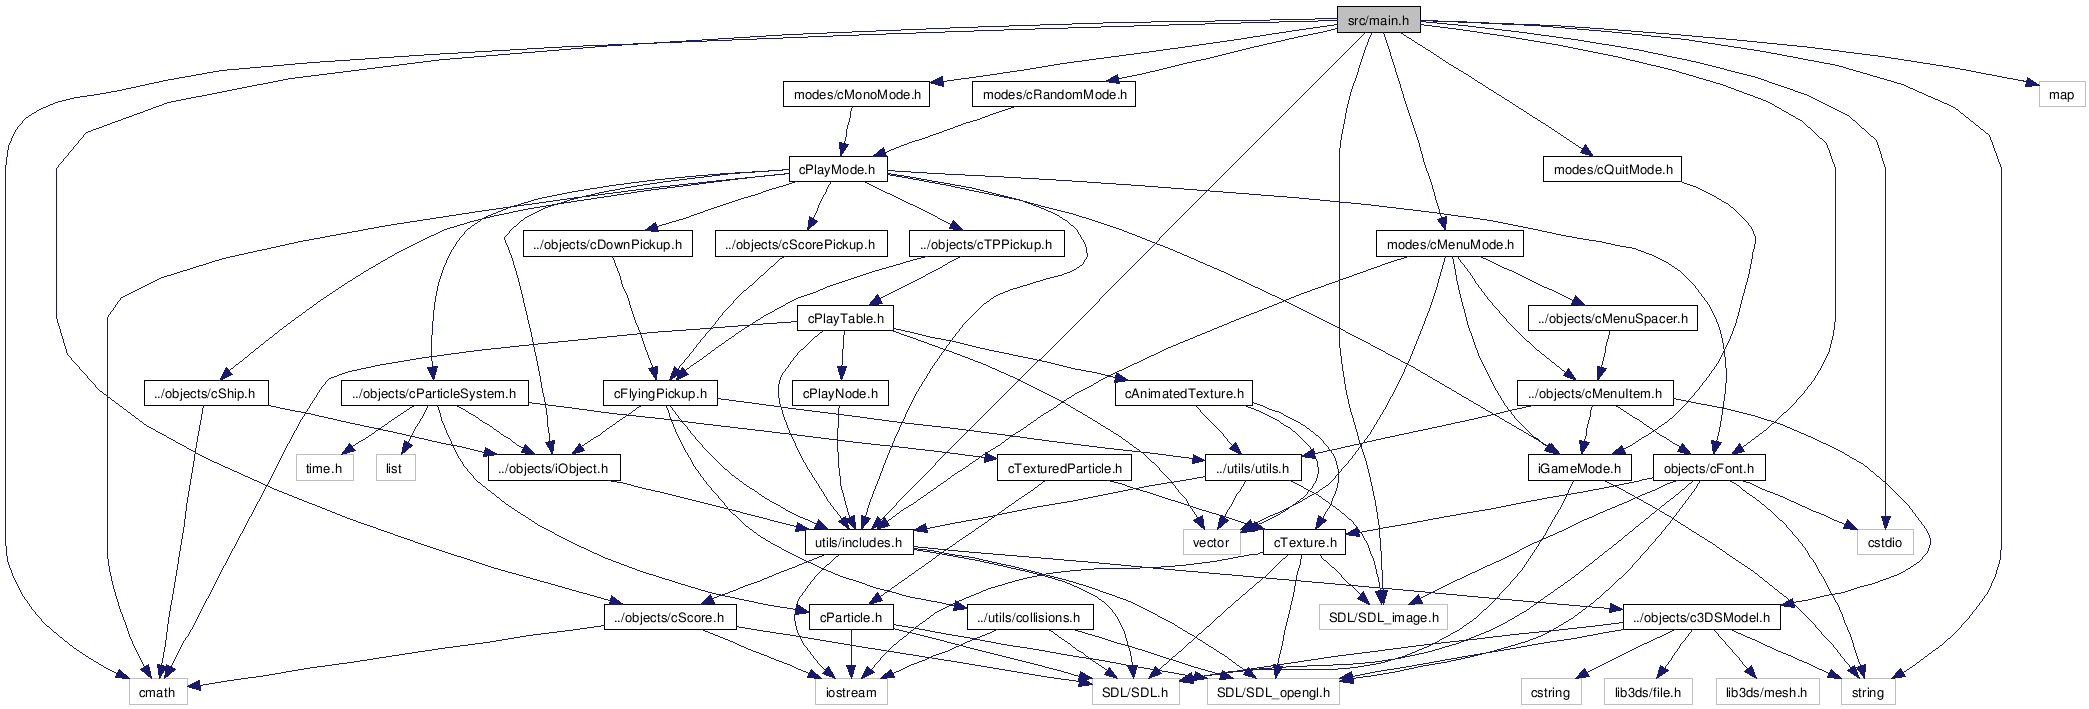 src/main.h
modes/cMonoMode.h
modes/cRandomMode.h
map
cPlayMode.h
modes/cQuitMode.h
../objects/cDownPickup.h
../objects/cScorePickup.h
../objects/cTPPickup.h
modes/cMenuMode.h
cPlayTable.h
../objects/cMenuSpacer.h
../objects/cShip.h
../objects/cParticleSystem.h
cFlyingPickup.h
cPlayNode.h
cAnimatedTexture.h
../objects/cMenuItem.h
time.h
list
../objects/iObject.h
cTexturedParticle.h
../utils/utils.h
iGameMode.h
objects/cFont.h
utils/includes.h
vector
cTexture.h
cstdio
../objects/cScore.h
cParticle.h
../utils/collisions.h
SDL/SDL_image.h
../objects/c3DSModel.h
cmath
iostream
SDL/SDL.h
SDL/SDL_opengl.h
cstring
lib3ds/file.h
lib3ds/mesh.h
string